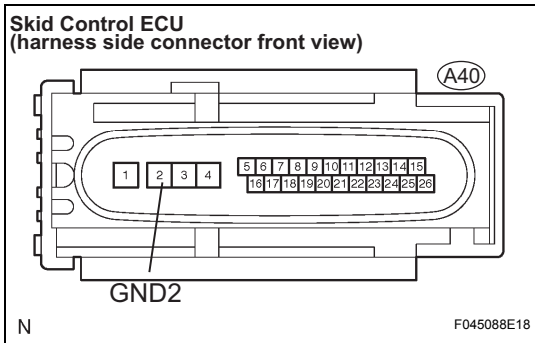 Skid Control ECU
(harness side connector front view)
A40
1 2 3 4 5 6 7 8 9 10 11 12 13 14 15
16 17 18 19 20 21 22 23 24 25 26
GND2
N F045088E18